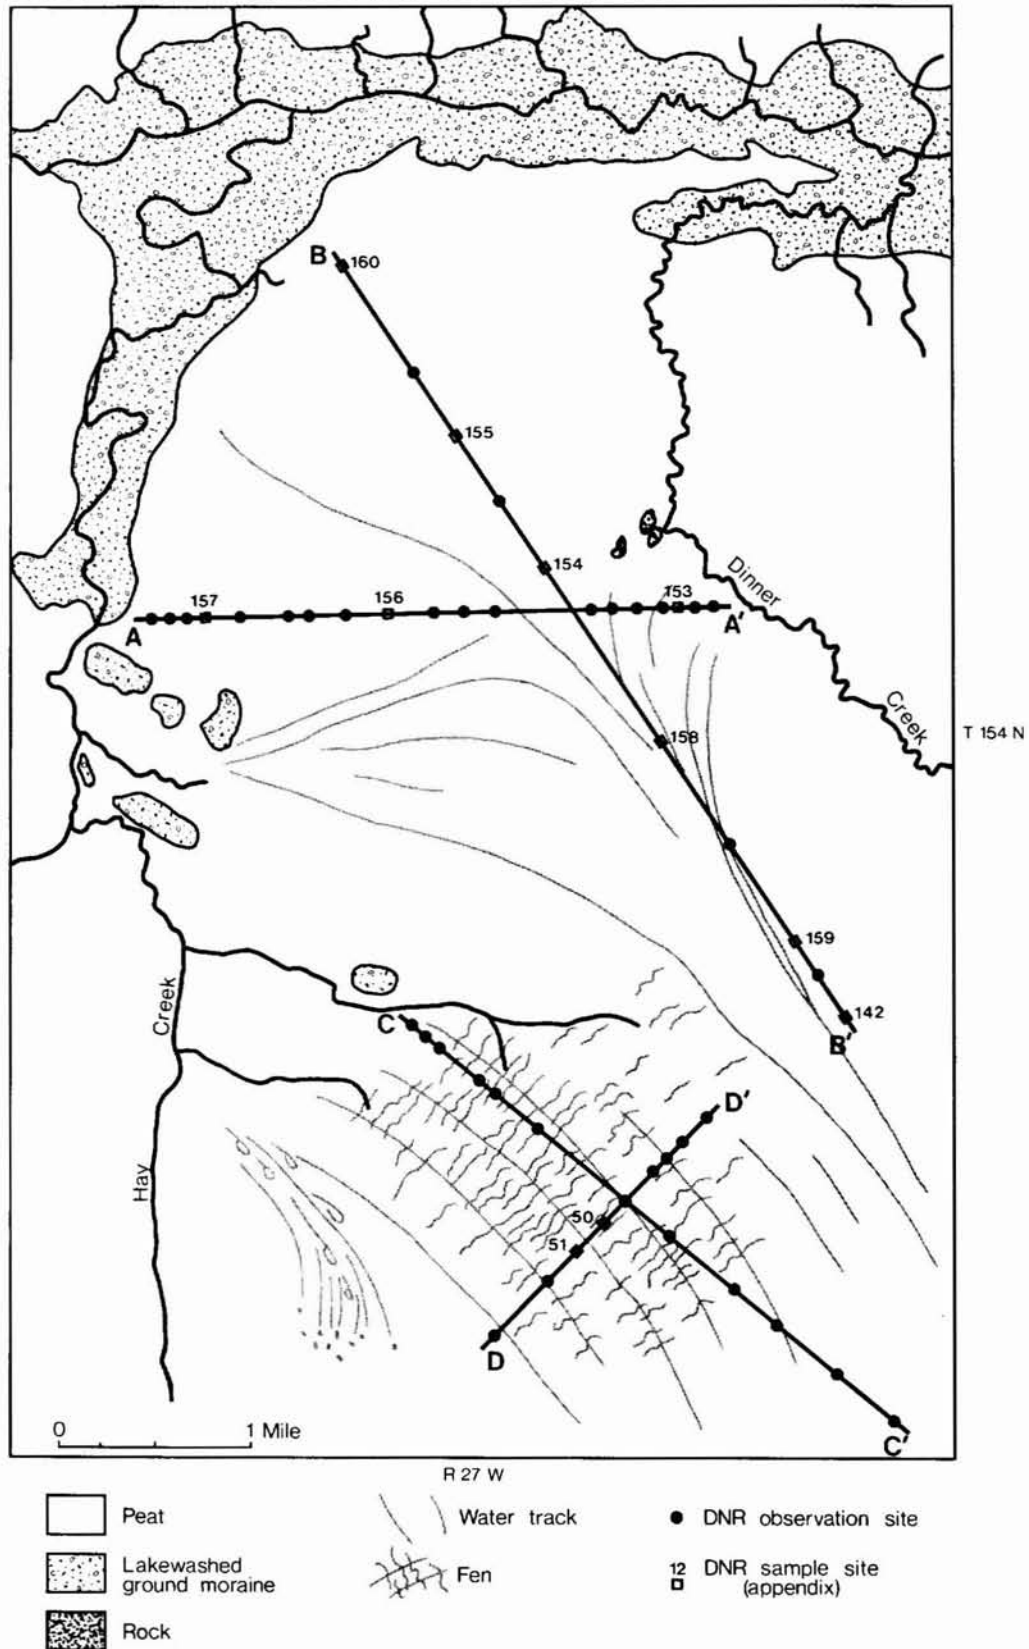 B
160
155
154
157
156
153
A
A'
Dinner
Creek
T 154 N
158
159
142
B'
Creek
C
D'
50
51
Hay
D
0
1 Mile
C'
R 27 W
Peat
Water track
DNR observation site
Lakewashed
ground moraine
Fen
12 DNR sample site
(appendix)
Rock